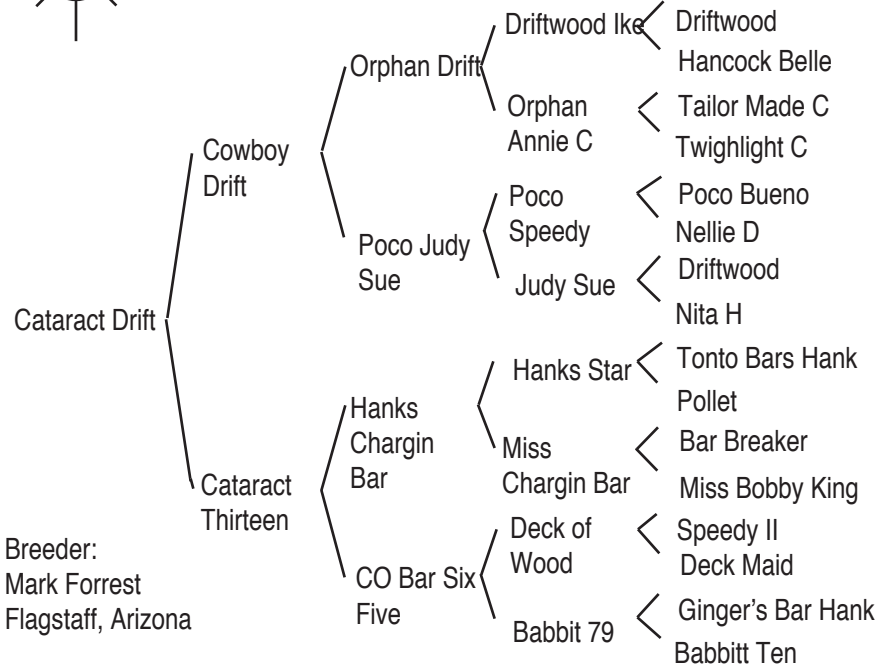 Driftwood Ike
Driftwood
Hancock Belle
Orphan Drift
Orphan
Annie C
Tailor Made C
Twighlight C
Cowboy
Drift
Poco
Speedy
Poco Bueno
Nellie D
Poco Judy
Sue
Judy Sue
Driftwood
Nita H
Cataract Drift
Hanks Star
Tonto Bars Hank
Pollet
Hanks
Chargin
Bar
Miss
Chargin Bar
Bar Breaker
Miss Bobby King
Cataract
Thirteen
Deck of
Wood
Speedy II
Deck Maid
CO Bar Six
Five
Babbit 79
Ginger's Bar Hank
Babbitt Ten
Breeder:
Mark Forrest
Flagstaff, Arizona